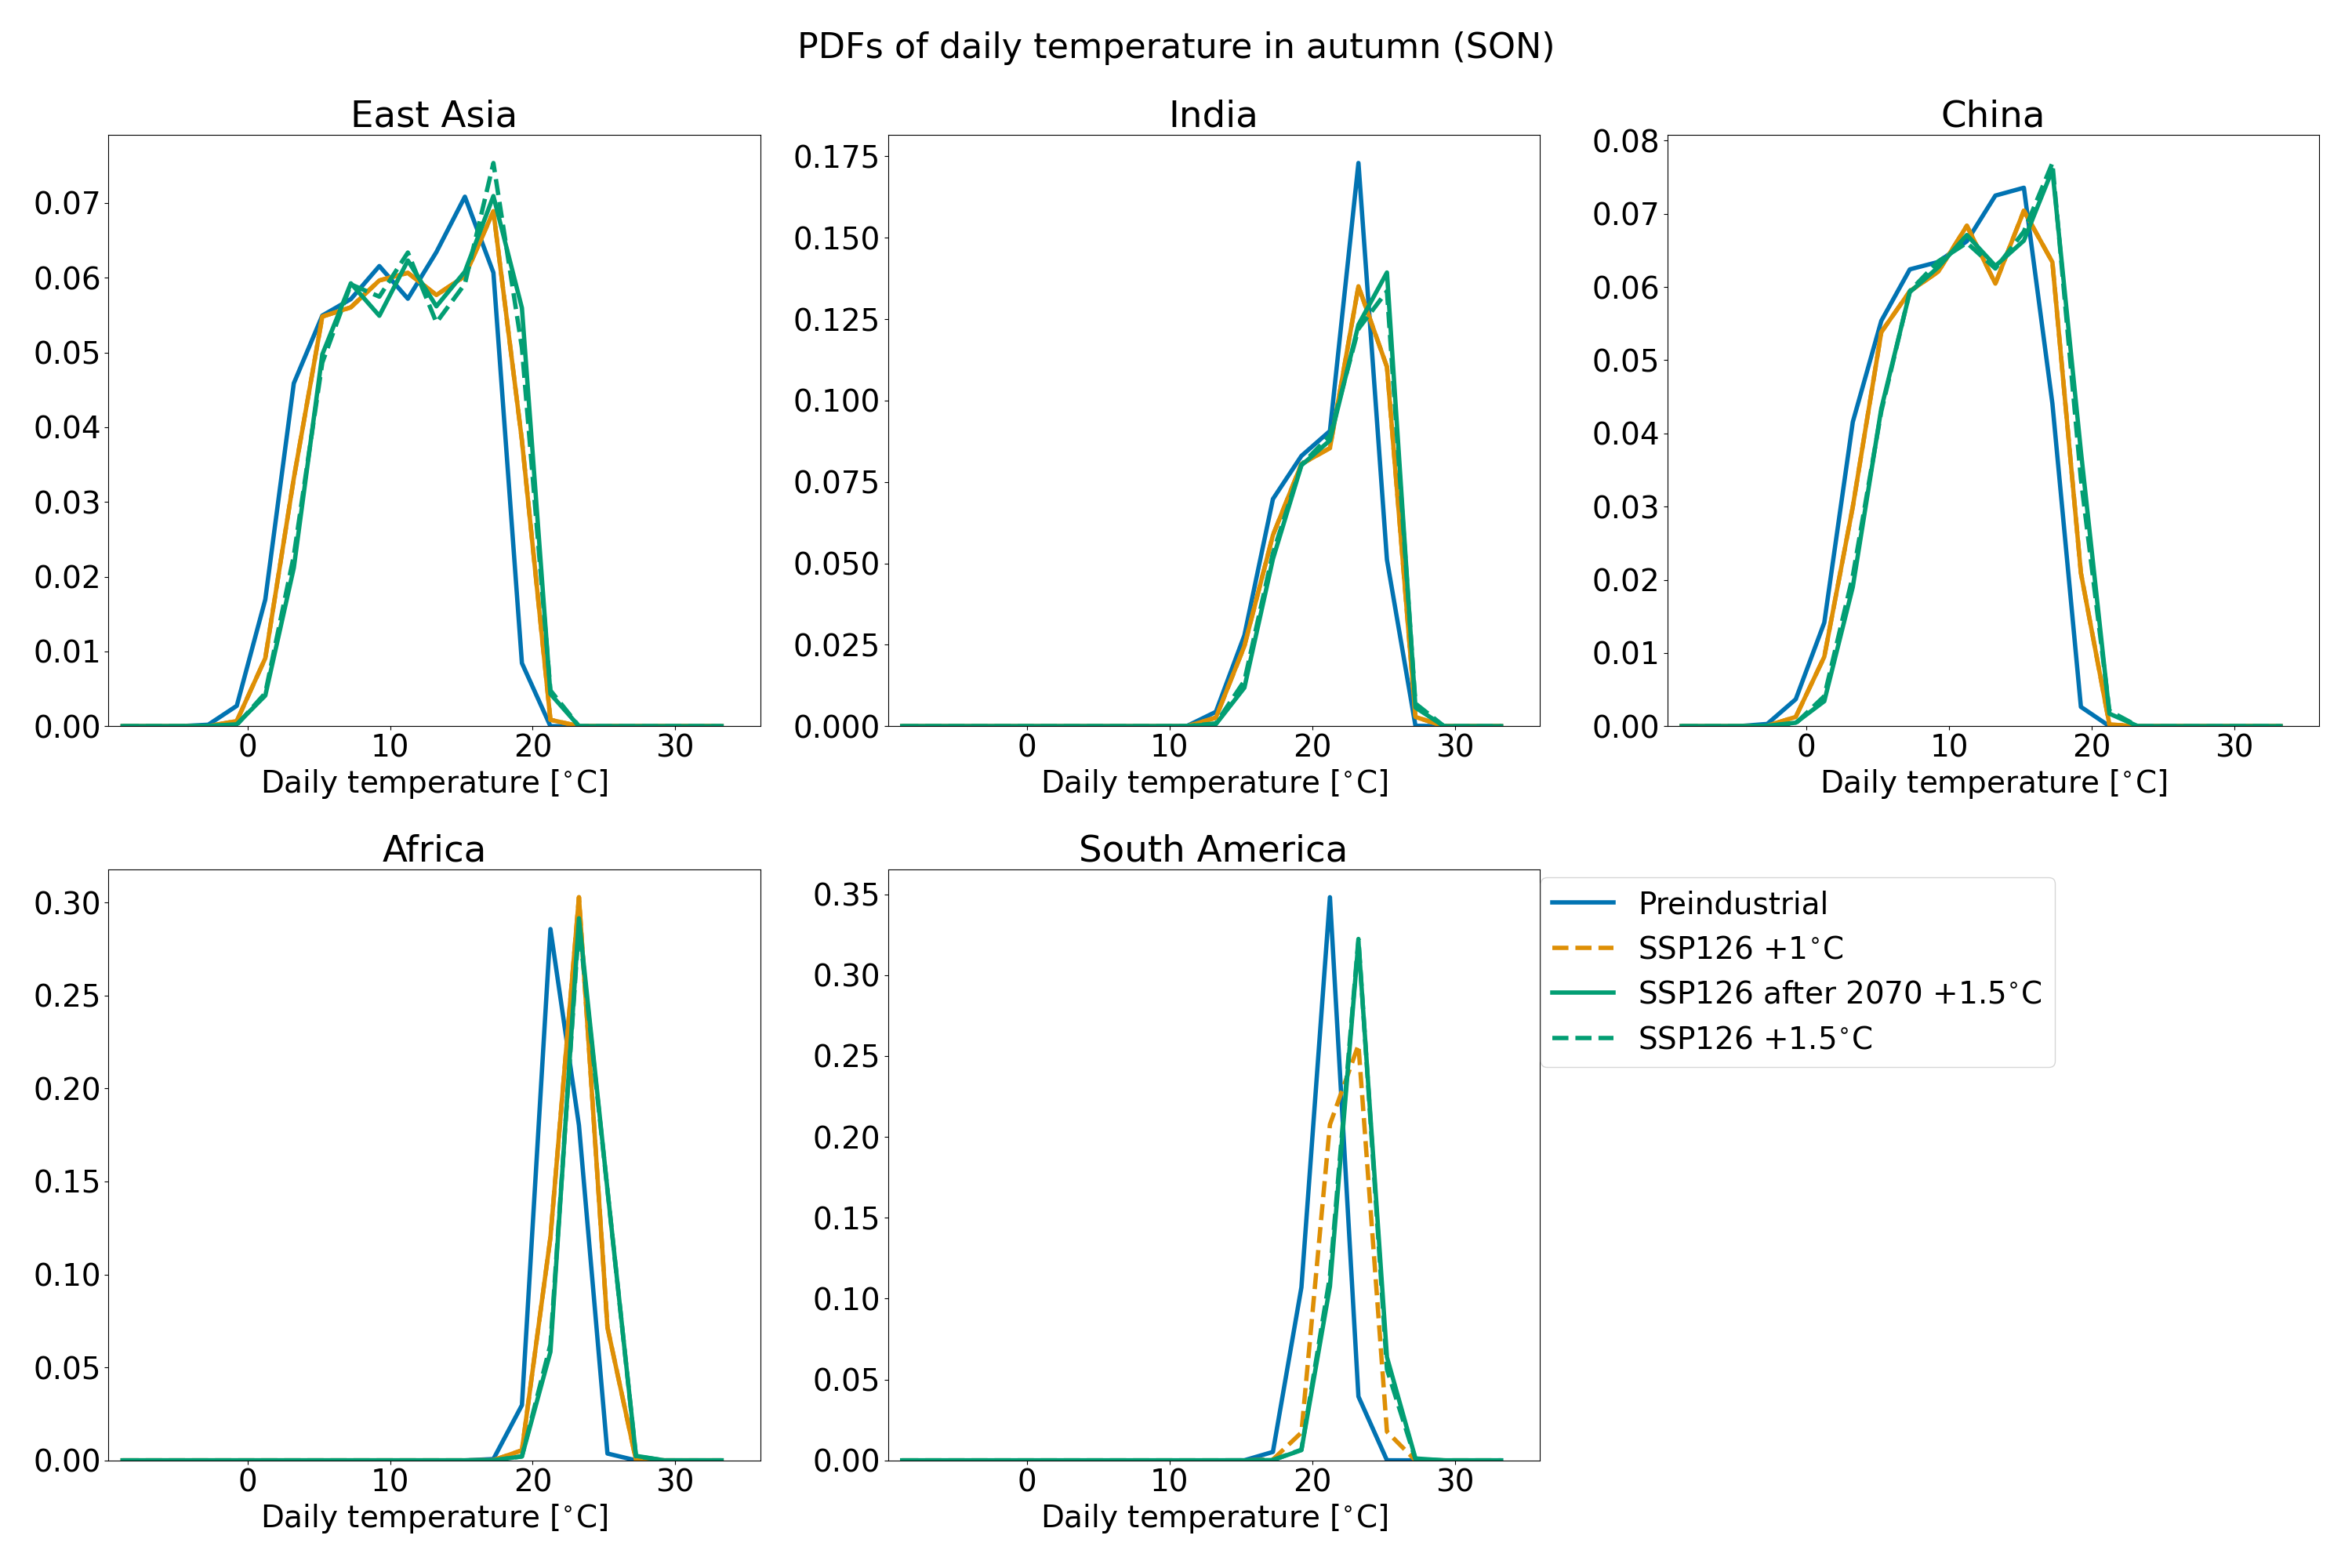 PDFs of daily temperature in autumn (SON)
East Asia
0.07
0.06
0.05
0.04
0.03
0.02
0.01
0.00
0 10 20 30
Daily temperature [°C]
India
0.175
0.150
0.125
0.100
0.075
0.050
0.025
0.000
0 10 20 30
Daily temperature [°C]
China
0.08
0.07
0.06
0.05
0.04
0.03
0.02
0.01
0.00
0 10 20 30
Daily temperature [°C]
Africa
0.30
0.25
0.20
0.15
0.10
0.05
0.00
0 10 20 30
Daily temperature [°C]
South America
0.35
0.30
0.25
0.20
0.15
0.10
0.05
0.00
0 10 20 30
Daily temperature [°C]
Preindustrial
SSP126 +1°C
SSP126 after 2070 +1.5°C
SSP126 +1.5°C